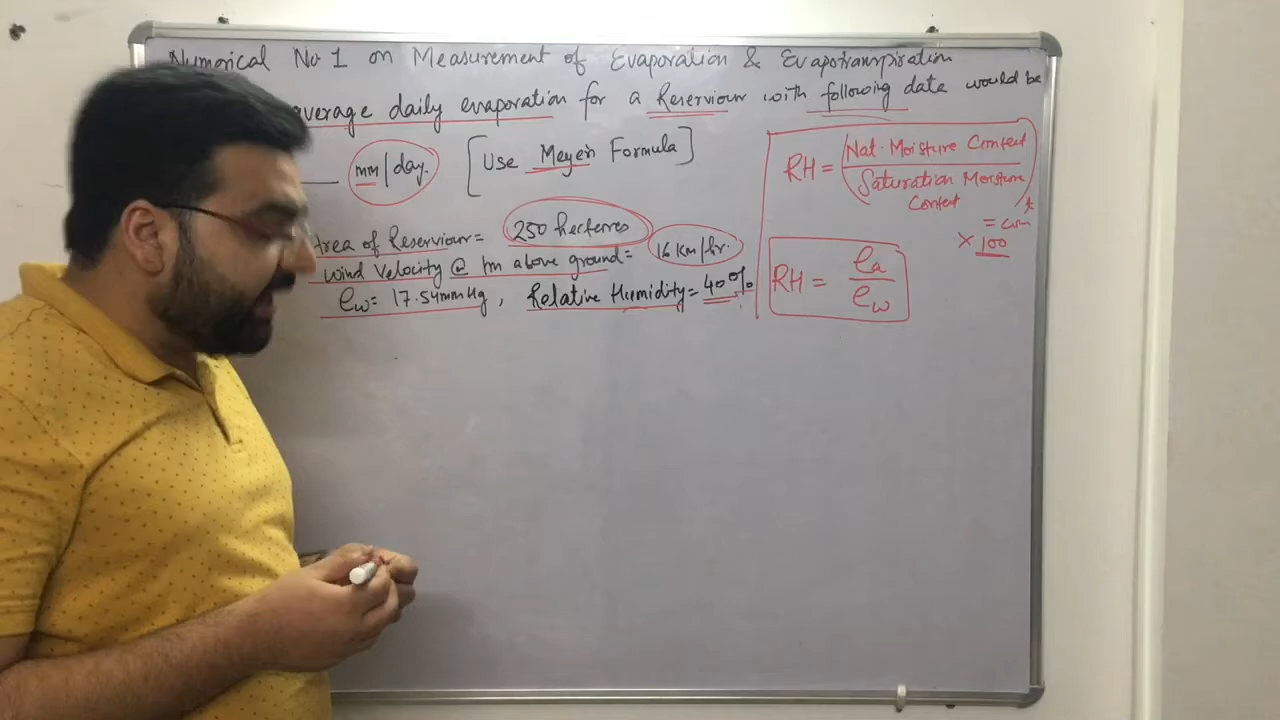 Numerical No 1 on Measurement of Evaporation & Evapotranspiration
average daily evaporation for a Reserviour with following data would be
___ mm/day. [Use Meyer's Formula]
Area of Reserviour = 250 hecteres
Wind Velocity @ 1m above ground = 16 Km/hr.
ew = 17.54mmHg, Relative Humidity = 40%
RH = Nat. Moisture Content
Saturation Moisture
Content
× 100
RH = ea
ew